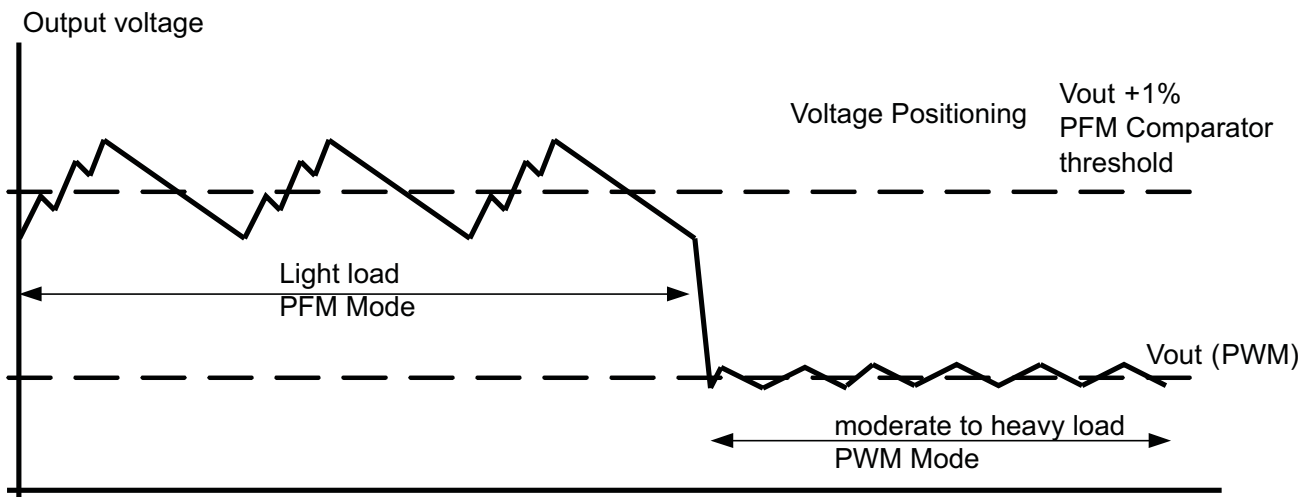 Output voltage
Voltage Positioning
Vout +1%
PFM Comparator
threshold
Light load
PFM Mode
Vout (PWM)
moderate to heavy load
PWM Mode